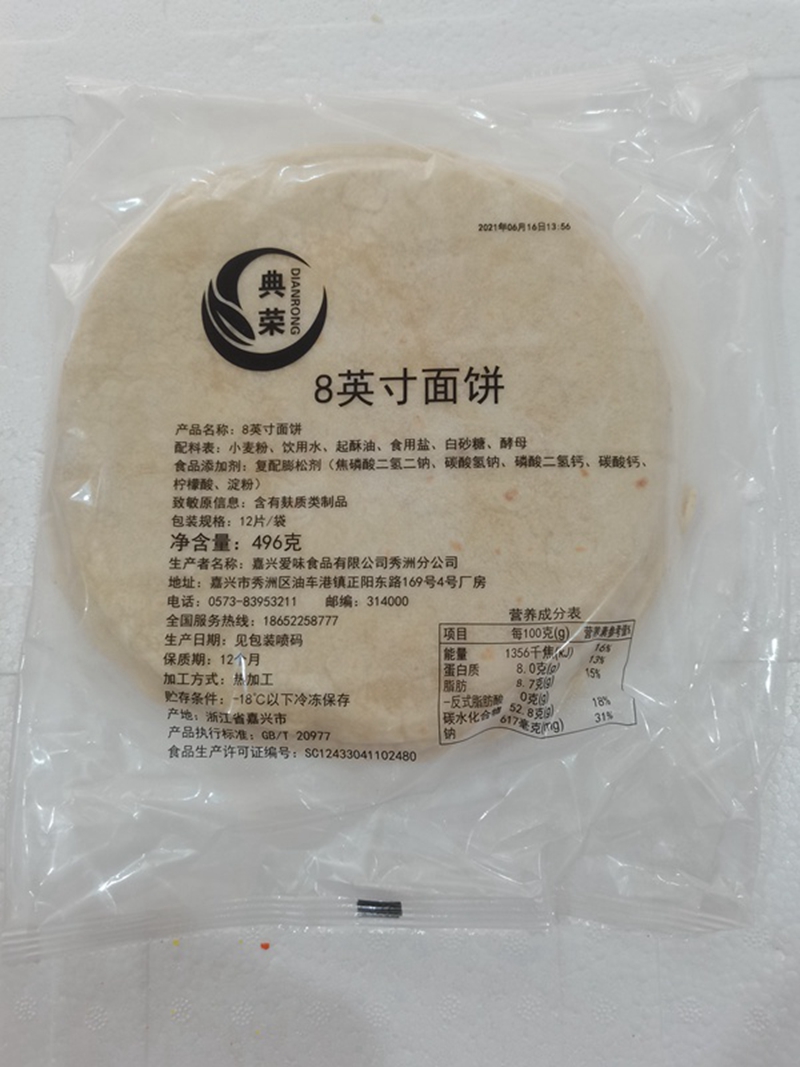 2021年06月16日13:56
典荣
DIANRONG
8英寸面饼
产品名称：8英寸面饼
配料表：小麦粉、饮用水、起酥油、食用盐、白砂糖、酵母
食品添加剂：复配膨松剂（焦磷酸二氢二钠、碳酸氢钠、磷酸二氢钙、碳酸钙、
柠檬酸、淀粉）
致敏原信息：含有麸质类制品
包装规格：12片/袋
净含量：496克
生产者名称：嘉兴爱味食品有限公司秀洲分公司
地址：嘉兴市秀洲区油车港镇正阳东路169号4号厂房
电话：0573-83953211 邮编：314000
全国服务热线：18652258777
生产日期：见包装喷码
保质期：12个月
加工方式：热加工
贮存条件：-18℃以下冷冻保存
产地：浙江省嘉兴市
产品执行标准：GB/T 20977
食品生产许可证编号：SC12433041102480
营养成分表
项目 每100克(g) 营养素参考值%
能量 1356千焦(KJ) 16%
蛋白质 8.0克(g) 13%
脂肪 8.7克(g) 15%
-反式脂肪酸 0克(g)
碳水化合物 52.8克(g) 18%
钠 617毫克(mg) 31%